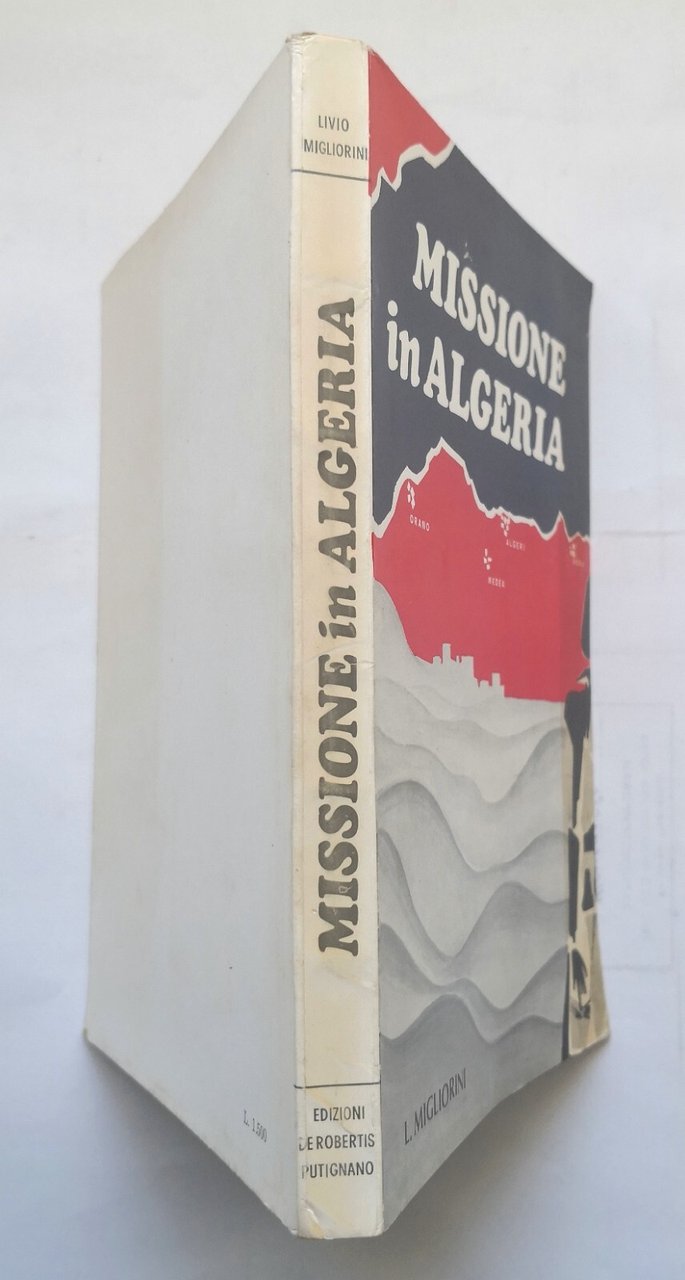 LIVIO
MIGLIORINI
MISSIONE in ALGERIA
EDIZIONI
DE ROBERTIS
PUTIGNANO
MISSIONE
in ALGERIA
ORANO
ALGERI
MEDEA
L. MIGLIORINI
L. 1.500